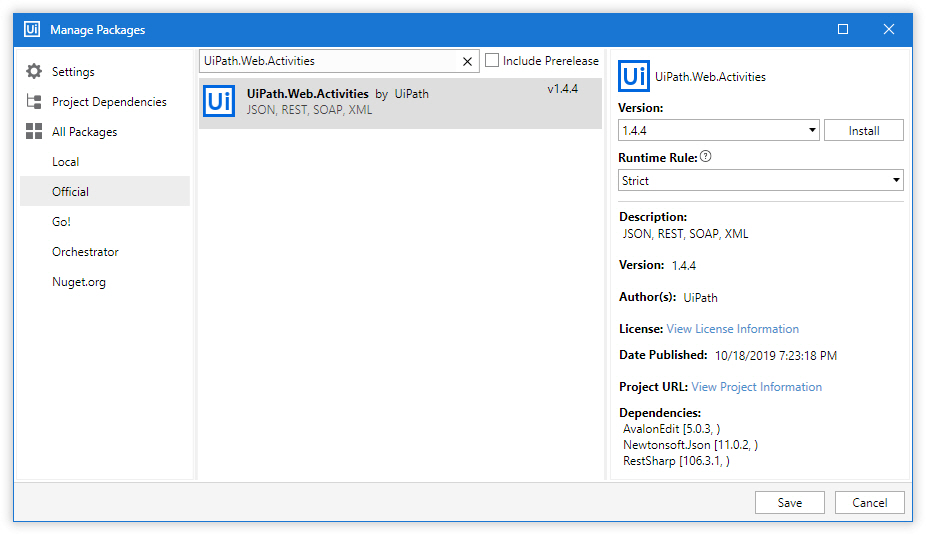 Ui Manage Packages
Settings
Project Dependencies
All Packages
Local
Official
Go!
Orchestrator
Nuget.org
UiPath.Web.Activities
Include Prerelease
Ui
UiPath.Web.Activities by UiPath
v1.4.4
JSON, REST, SOAP, XML
Ui UiPath.Web.Activities
Version:
1.4.4
Install
Runtime Rule: ?
Strict
Description:
JSON, REST, SOAP, XML
Version: 1.4.4
Author(s): UiPath
License: View License Information
Date Published: 10/18/2019 7:23:18 PM
Project URL: View Project Information
Dependencies:
AvalonEdit [5.0.3, )
Newtonsoft.Json [11.0.2, )
RestSharp [106.3.1, )
Save
Cancel